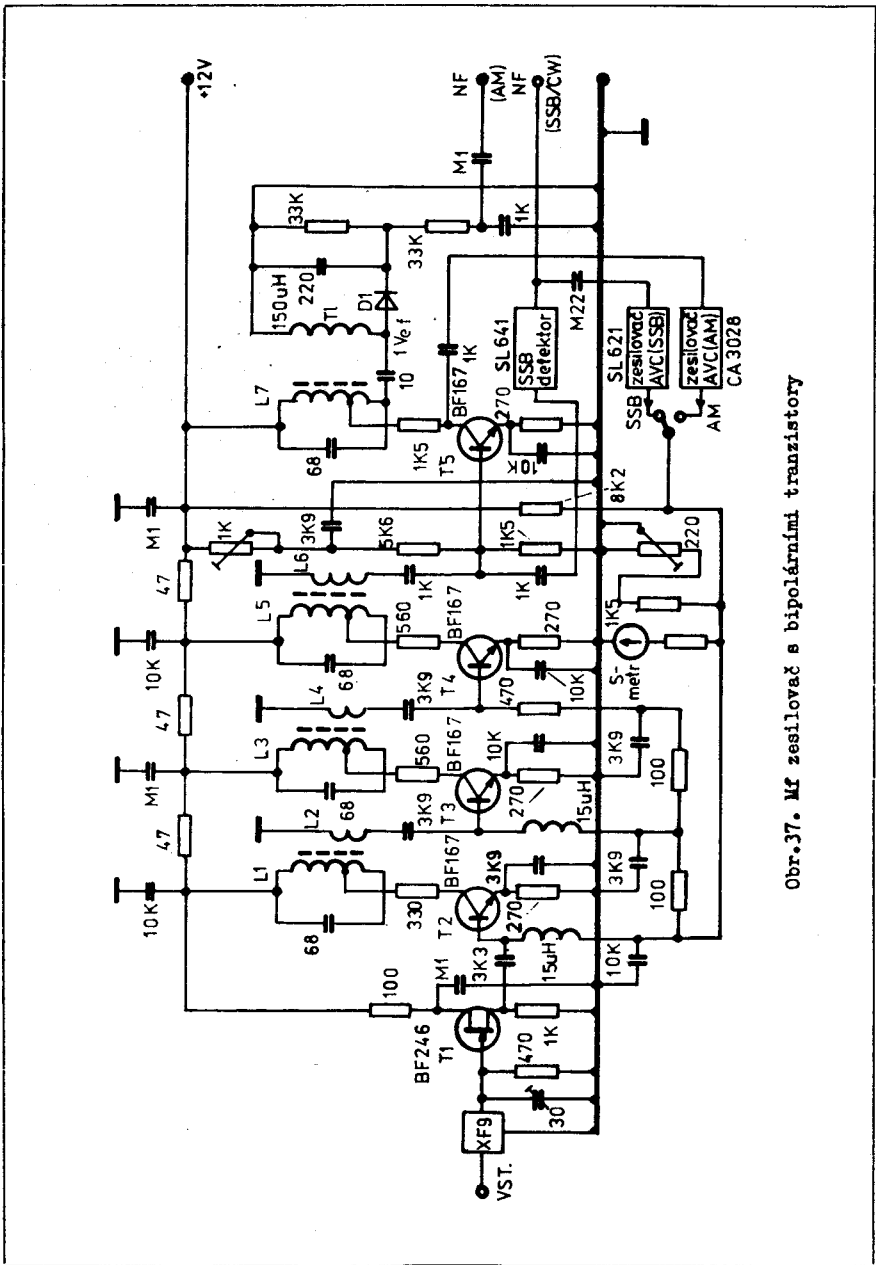 +12V
NF
(AM)
NF
(SSB/CW)
M1
33K
33K
1K
150uH
220
Tl
D1
1Vef
10
1K
M22
SL641
SSB
detektor
SL621
zesilovač
AVC(SSB)
zesilovač
AVC(AM)
CA3028
SSB
AM
L7
68
1K5
BF167
T5
270
10K
8K2
M1
1K
3K9
5K6
1K5
220
47
L6
1K
1K
1K5
L5
10K
68
560
BF167
T4
270
10K
S-
metr
47
L4
3K9
470
3K9
100
M1
L3
68
560
BF167
T3
10K
270
15uH
47
L2
3K9
3K9
100
10K
L1
68
330
BF167
T2
3K9
270
15uH
10K
100
M1
3K3
BF246
T1
1K
470
30
XF9
VST.
Obr.37. Mf zesilovač s bipolárními tranzistory